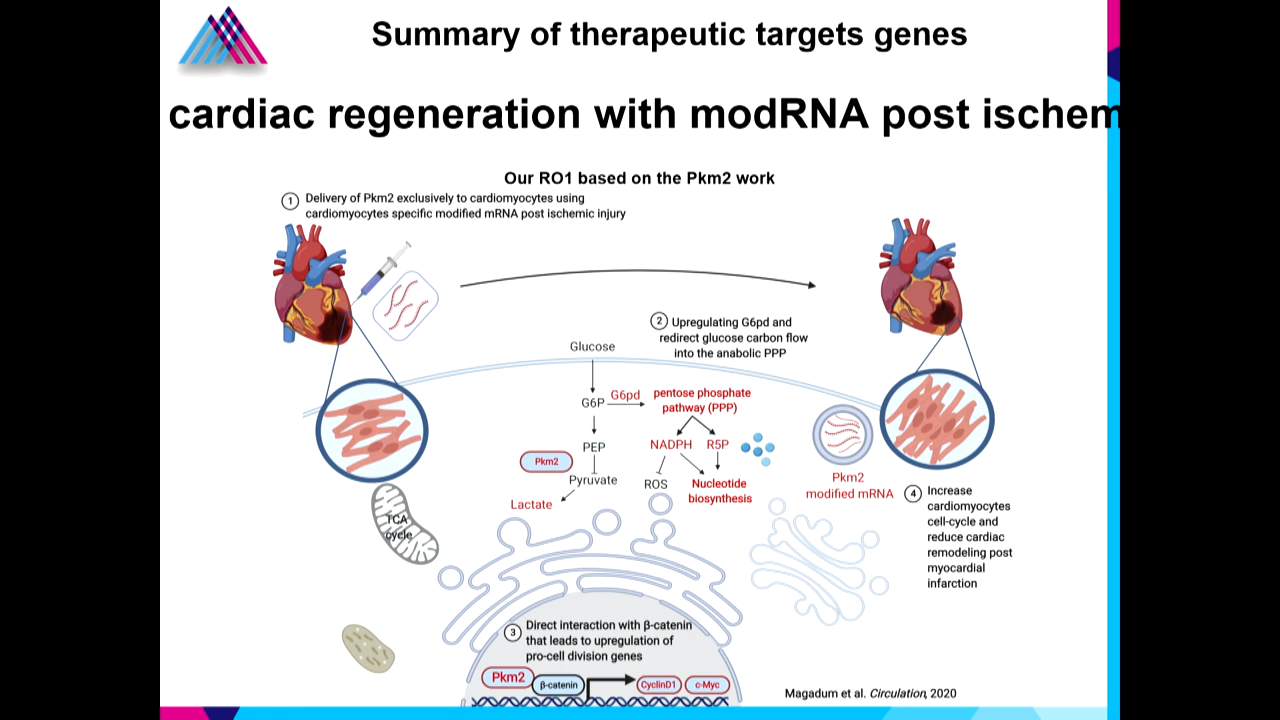 Summary of therapeutic targets genes
cardiac regeneration with modRNA post ischem
Our RO1 based on the Pkm2 work
1
Delivery of Pkm2 exclusively to cardiomyocytes using
cardiomyocytes specific modified mRNA post ischemic injury
2
Upregulating G6pd and
redirect glucose carbon flow
into the anabolic PPP
Glucose
G6P
G6pd
pentose phosphate
pathway (PPP)
PEP
NADPH
R5P
Pkm2
Pyruvate
ROS
Nucleotide
biosynthesis
Lactate
Pkm2
modified mRNA
TCA
cycle
4
Increase
cardiomyocytes
cell-cycle and
reduce cardiac
remodeling post
myocardial
infarction
3
Direct interaction with β-catenin
that leads to upregulation of
pro-cell division genes
Pkm2
β-catenin
CyclinD1
c-Myc
Magadum et al. Circulation, 2020